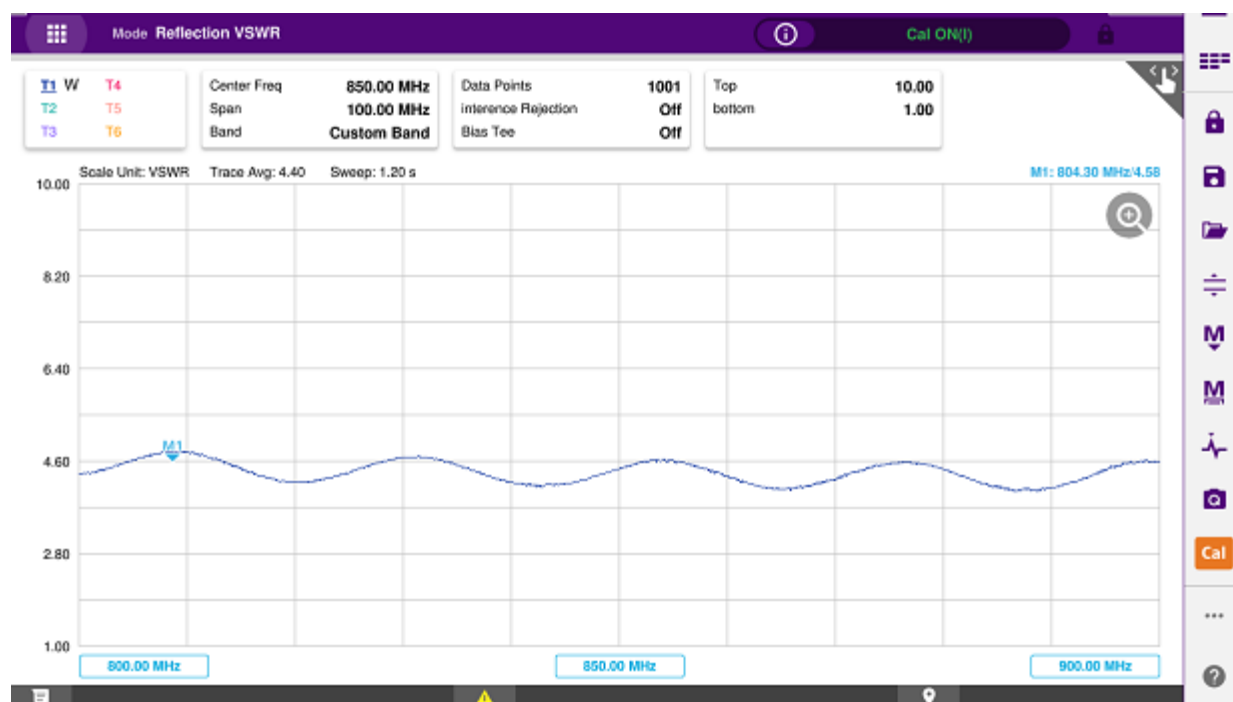 Mode Reflection VSWR
Cal ON(I)
T1 W T4
T2 T5
T3 T6
Center Freq 850.00 MHz
Span 100.00 MHz
Band Custom Band
Data Points 1001
interence Rejection Off
Bias Tee Off
Top 10.00
bottom 1.00
Scale Unit: VSWR Trace Avg: 4.40 Sweep: 1.20 s M1: 804.30 MHz/4.58
10.00
8.20
6.40
M1
4.60
2.80
1.00
800.00 MHz 850.00 MHz 900.00 MHz
M
M
Cal
?